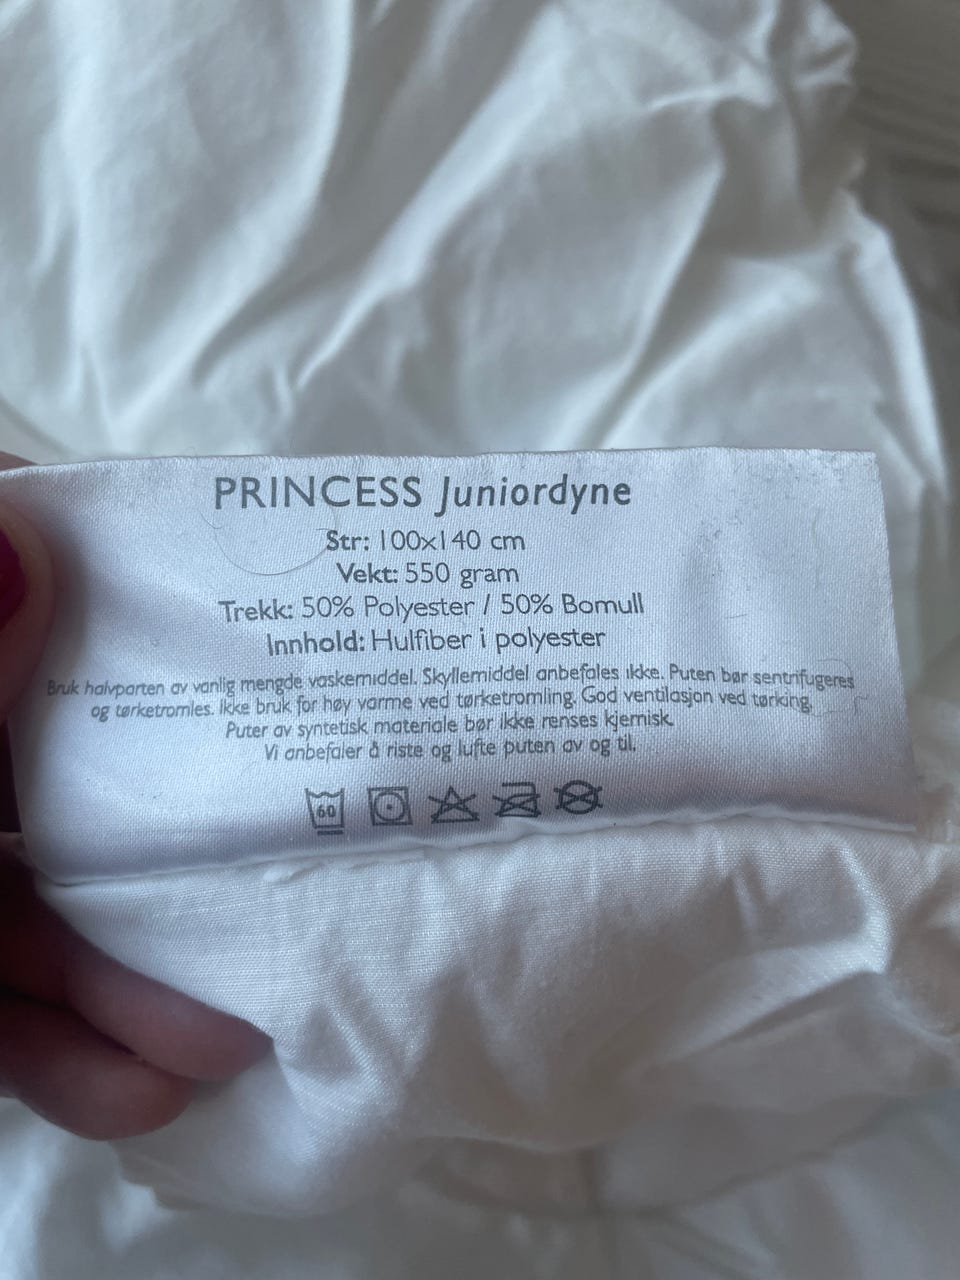 PRINCESS Juniordyne
Str: 100x140 cm
Vekt: 550 gram
Trekk: 50% Polyester / 50% Bomull
Innhold: Hulfiber i polyester
Bruk halvparten av vanlig mengde vaskemiddel. Skyllemiddel anbefales ikke. Puten bør sentrifugeres
og tørketromles. Ikke bruk for høy varme ved tørketromling. God ventilasjon ved tørking.
Puter av syntetisk materiale bør ikke renses kjemisk.
Vi anbefaler å riste og lufte puten av og til.
60